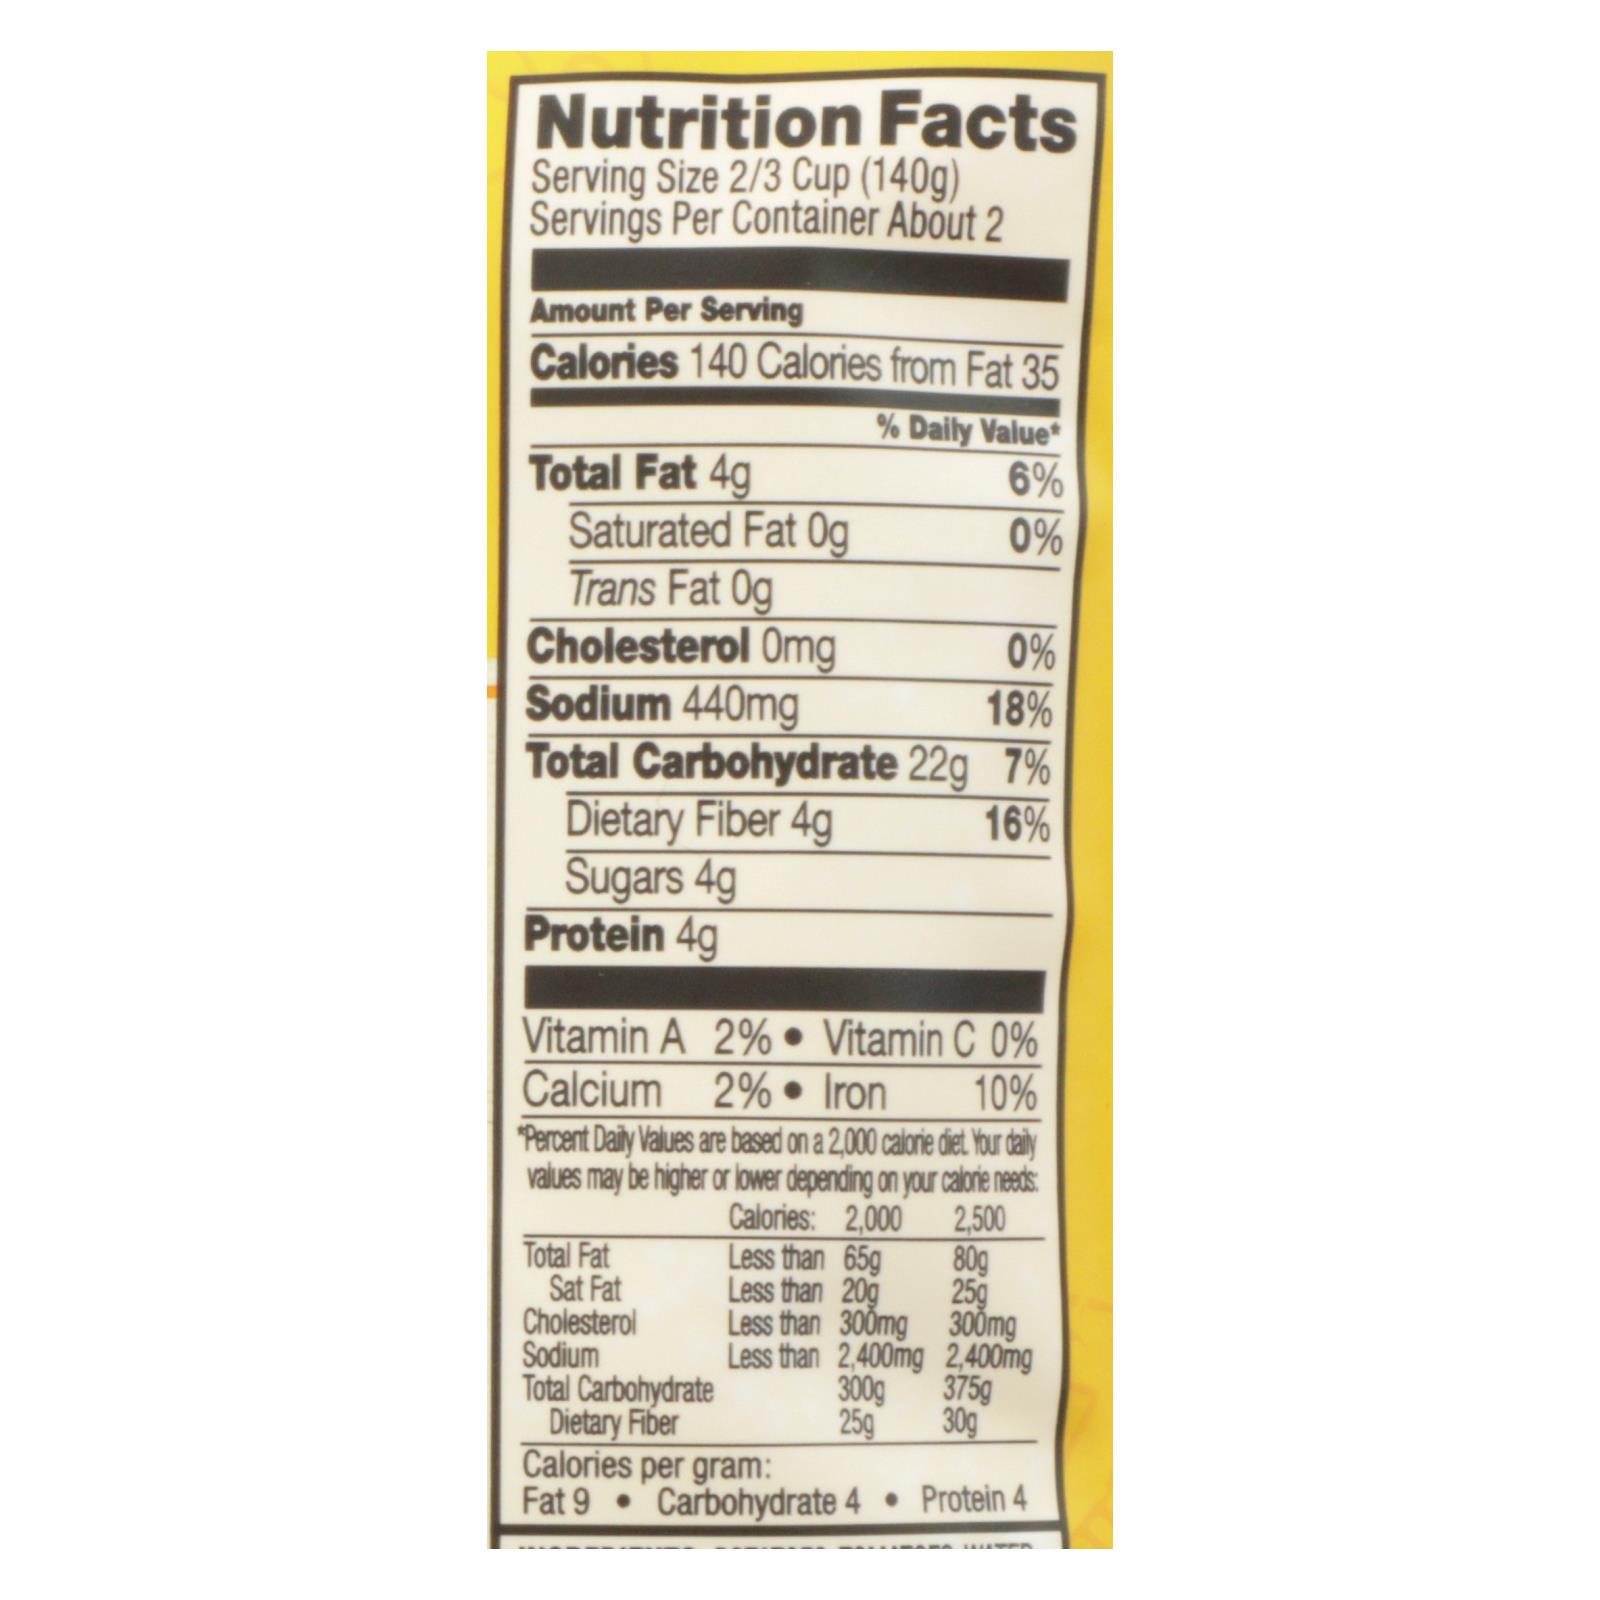 Nutrition Facts
Serving Size 2/3 Cup (140g)
Servings Per Container About 2
Amount Per Serving
Calories 140 Calories from Fat 35
% Daily Value*
Total Fat 4g 6%
Saturated Fat 0g 0%
Trans Fat 0g
Cholesterol 0mg 0%
Sodium 440mg 18%
Total Carbohydrate 22g 7%
Dietary Fiber 4g 16%
Sugars 4g
Protein 4g
Vitamin A 2% • Vitamin C 0%
Calcium 2% • Iron 10%
*Percent Daily Values are based on a 2,000 calorie diet. Your daily
values may be higher or lower depending on your calorie needs:
Calories: 2,000 2,500
Total Fat Less than 65g 80g
Sat Fat Less than 20g 25g
Cholesterol Less than 300mg 300mg
Sodium Less than 2,400mg 2,400mg
Total Carbohydrate 300g 375g
Dietary Fiber 25g 30g
Calories per gram:
Fat 9 • Carbohydrate 4 • Protein 4